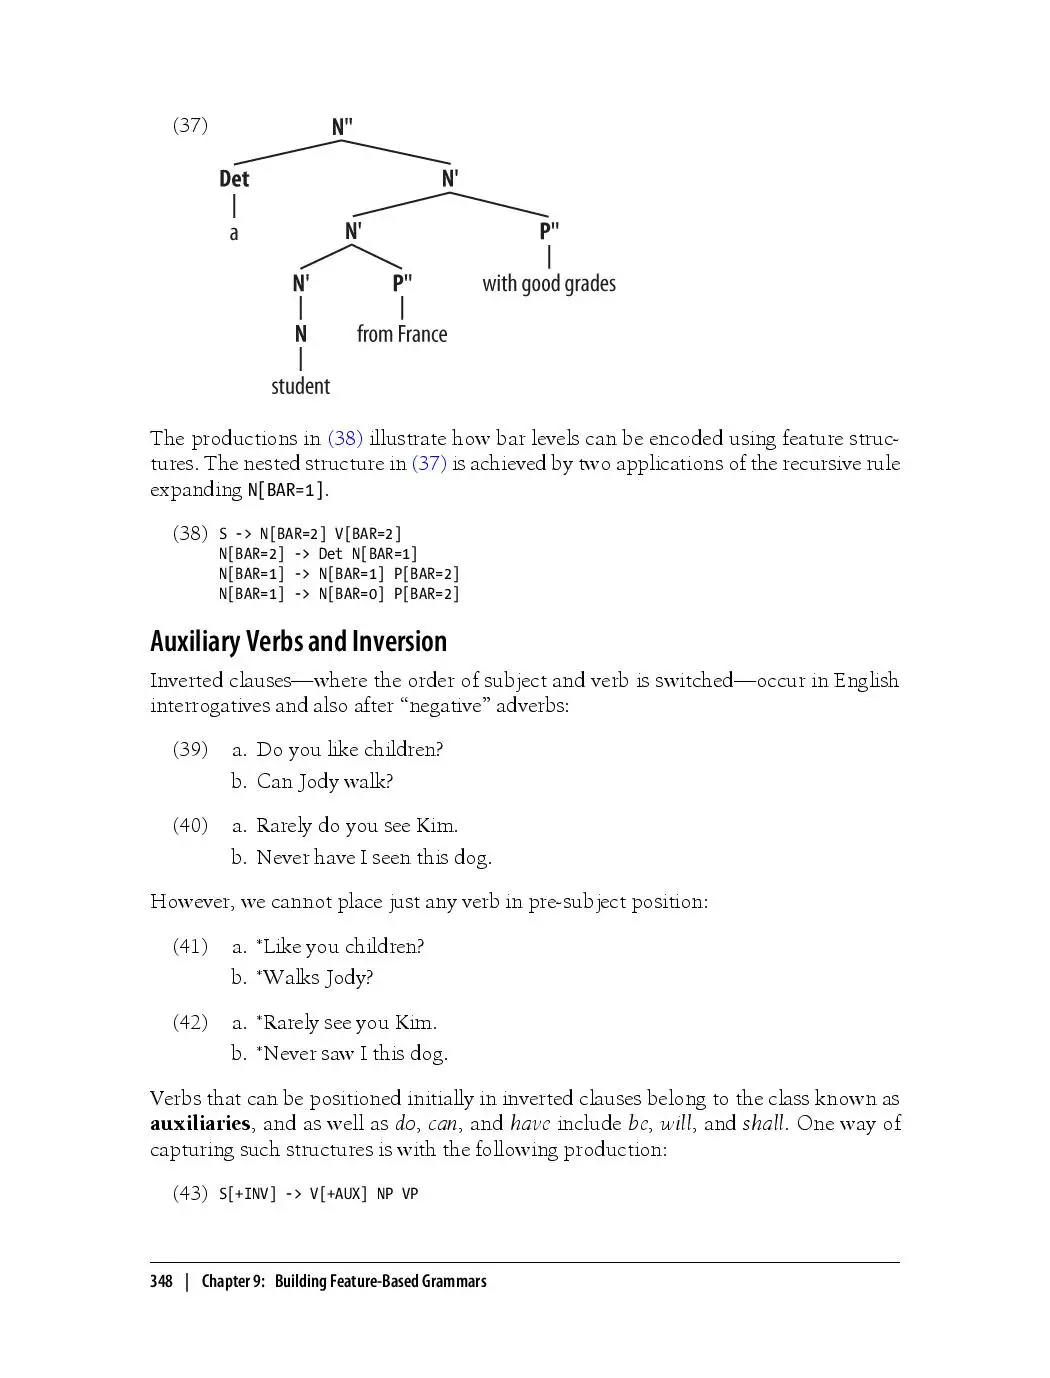 (37) N"
Det N'
a N' P"
N' P" with good grades
N from France
student
The productions in (38) illustrate how bar levels can be encoded using feature struc-
tures. The nested structure in (37) is achieved by two applications of the recursive rule
expanding N[BAR=1].
(38) S -> N[BAR=2] V[BAR=2]
N[BAR=2] -> Det N[BAR=1]
N[BAR=1] -> N[BAR=1] P[BAR=2]
N[BAR=1] -> N[BAR=0] P[BAR=2]
Auxiliary Verbs and Inversion
Inverted clauses—where the order of subject and verb is switched—occur in English
interrogatives and also after “negative” adverbs:
(39) a. Do you like children?
b. Can Jody walk?
(40) a. Rarely do you see Kim.
b. Never have I seen this dog.
However, we cannot place just any verb in pre-subject position:
(41) a. *Like you children?
b. *Walks Jody?
(42) a. *Rarely see you Kim.
b. *Never saw I this dog.
Verbs that can be positioned initially in inverted clauses belong to the class known as
auxiliaries, and as well as do, can, and have include be, will, and shall. One way of
capturing such structures is with the following production:
(43) S[+INV] -> V[+AUX] NP VP
348 | Chapter 9: Building Feature-Based Grammars